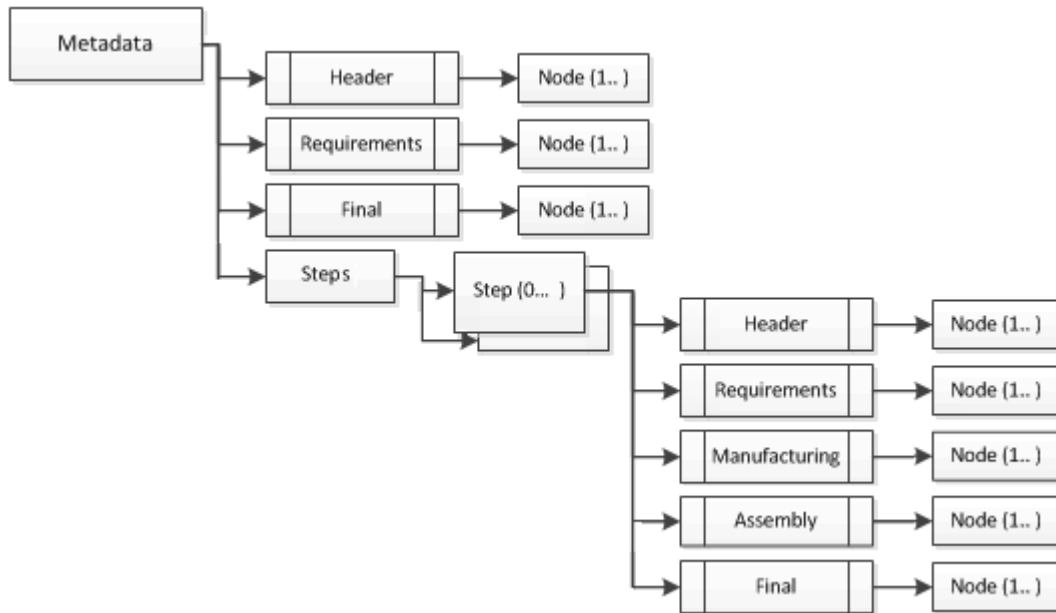 Metadata
Header
Node (1.. )
Requirements
Node (1.. )
Final
Node (1.. )
Steps
Step (0... )
Header
Node (1.. )
Requirements
Node (1.. )
Manufacturing
Node (1.. )
Assembly
Node (1.. )
Final
Node (1.. )